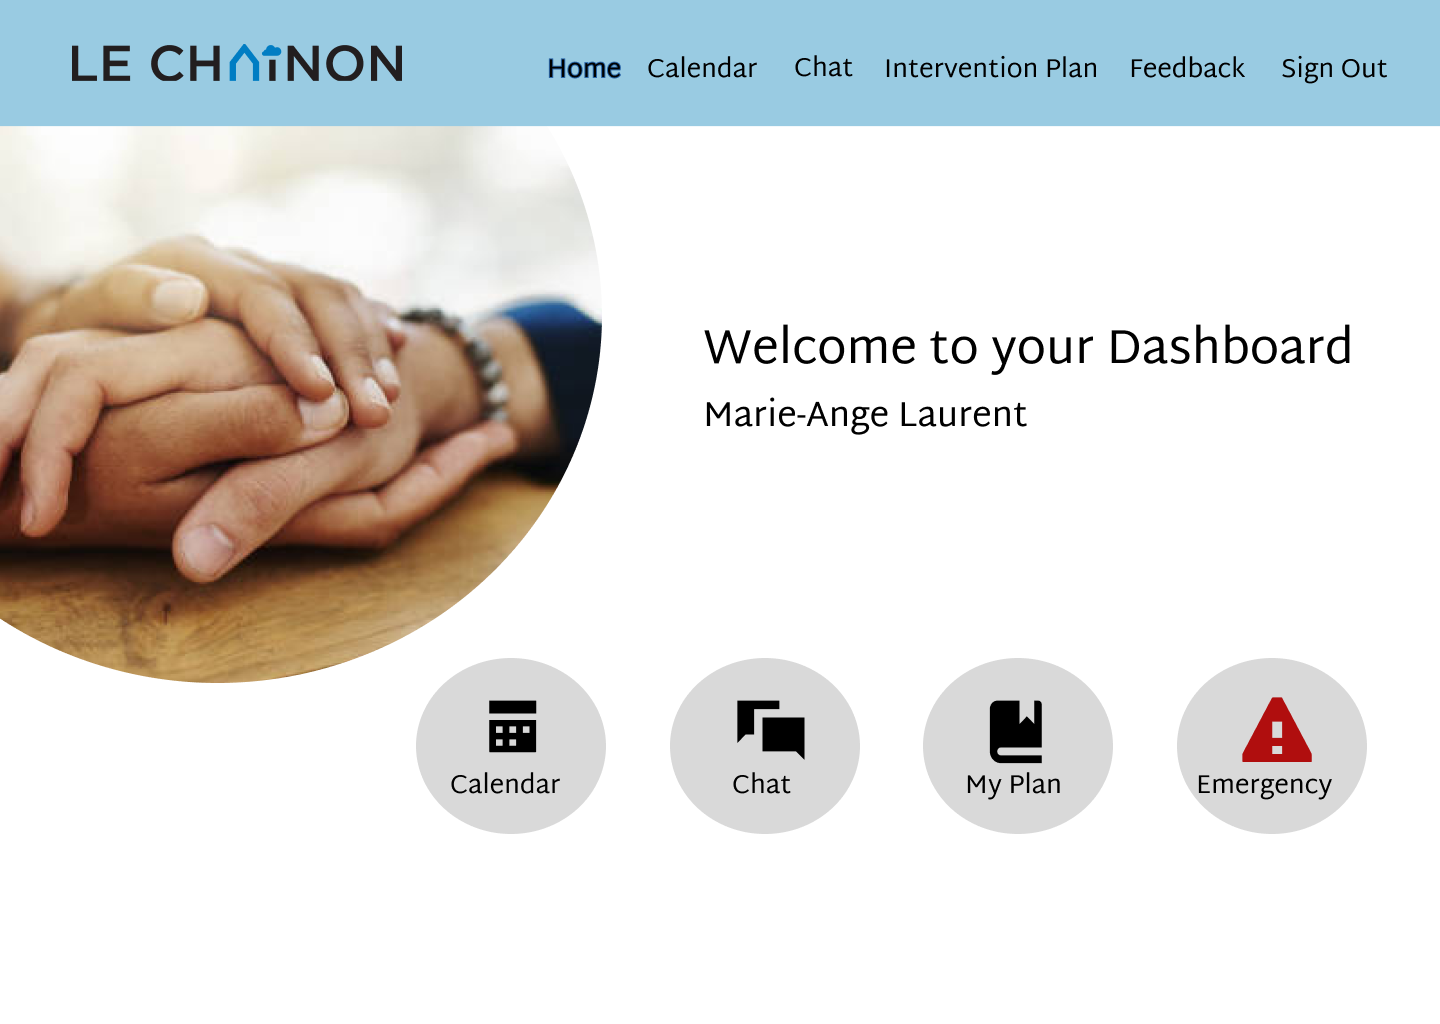 LE CHAÎNON
Home Calendar Chat Intervention Plan Feedback Sign Out
Welcome to your Dashboard
Marie-Ange Laurent
Calendar Chat My Plan Emergency